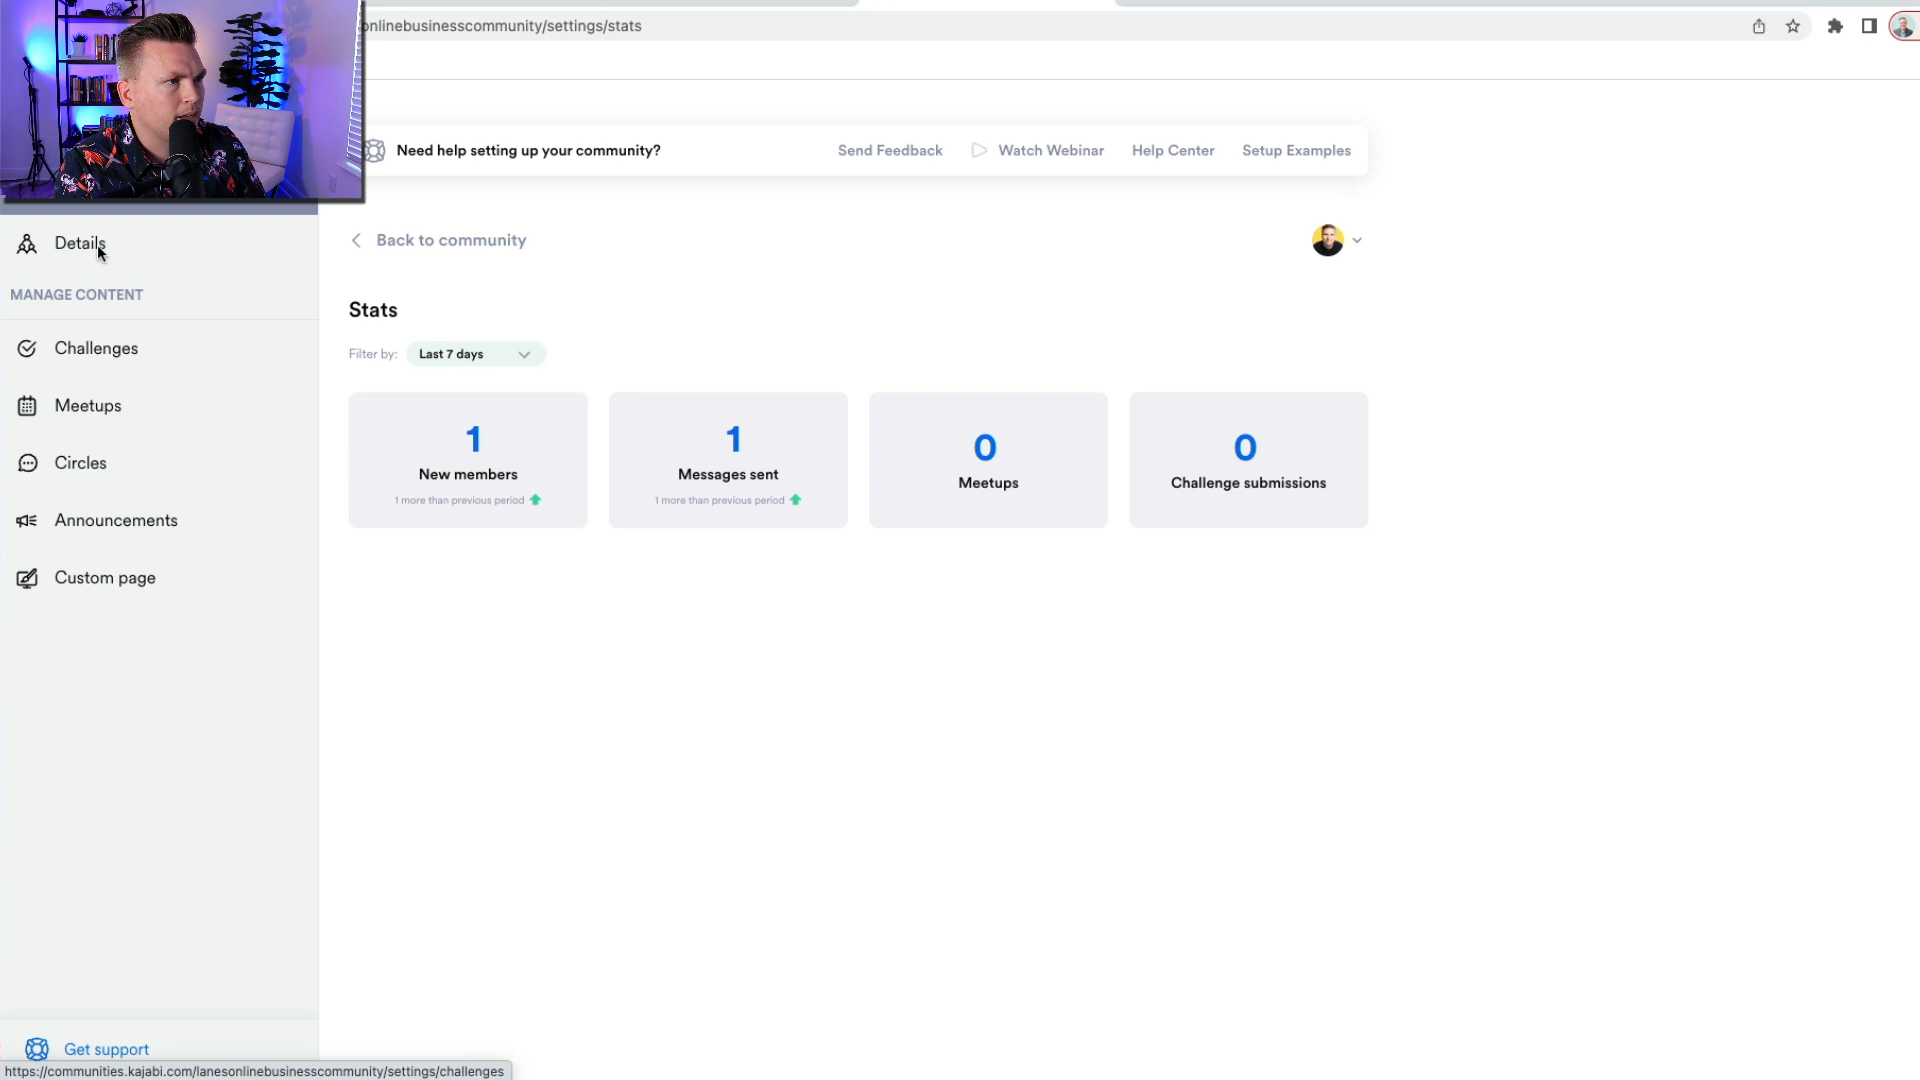 onlinebusinesscommunity/settings/stats
Need help setting up your community?
Send Feedback
Watch Webinar
Help Center
Setup Examples
Details
Back to community
MANAGE CONTENT
Stats
Challenges
Filter by:
Last 7 days
Meetups
1
New members
1 more than previous period
1
Messages sent
1 more than previous period
0
Meetups
0
Challenge submissions
Circles
Announcements
Custom page
Get support
https://communities.kajabi.com/lanesonlinebusinesscommunity/settings/challenges